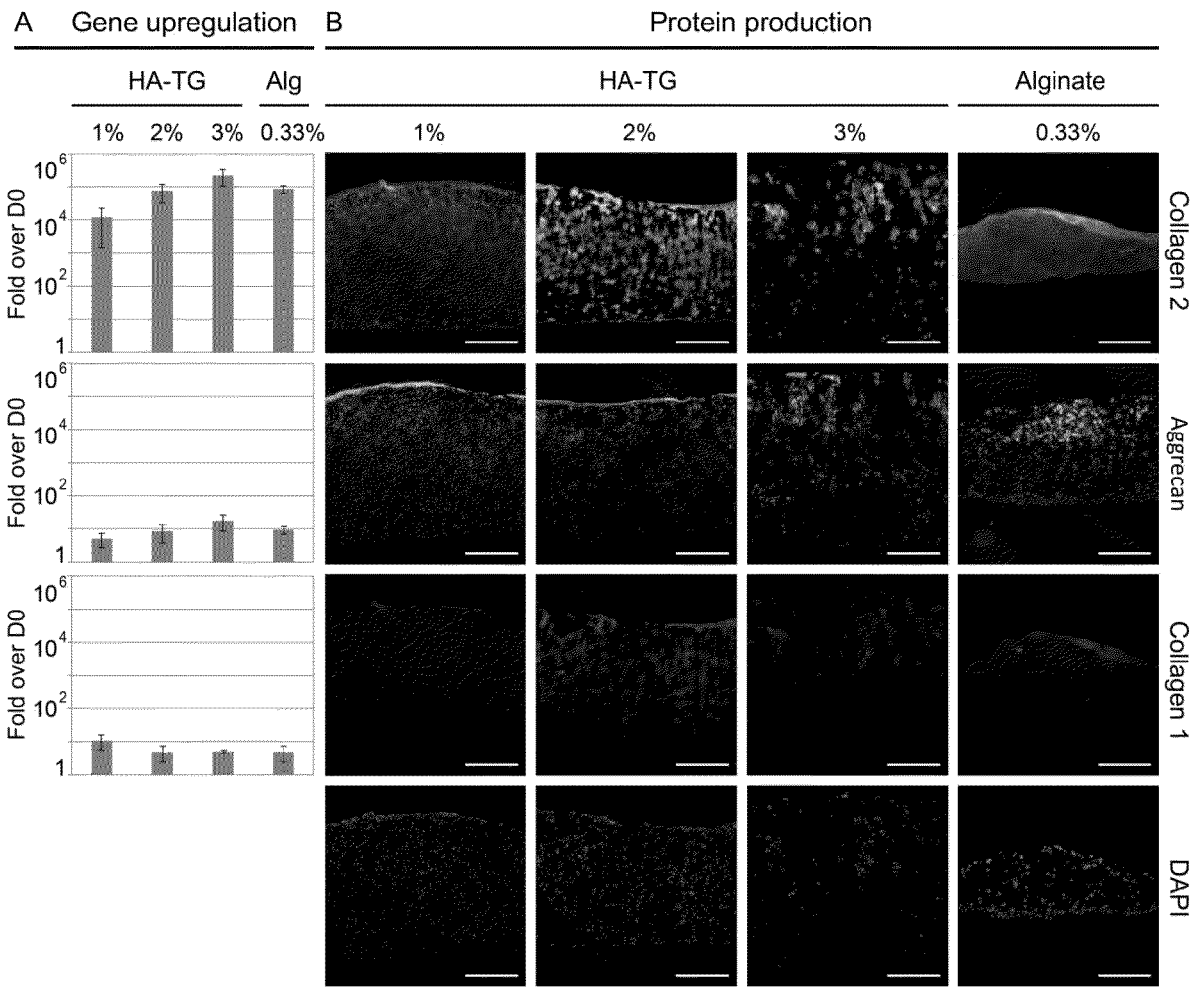 A Gene upregulation B Protein production
HA-TG Alg HA-TG Alginate
1% 2% 3% 0.33% 1% 2% 3% 0.33%
Fold over D0
10^6
10^4
10^2
1
Collagen 2
Fold over D0
10^6
10^4
10^2
1
Aggrecan
Fold over D0
10^6
10^4
10^2
1
Collagen 1
DAPI